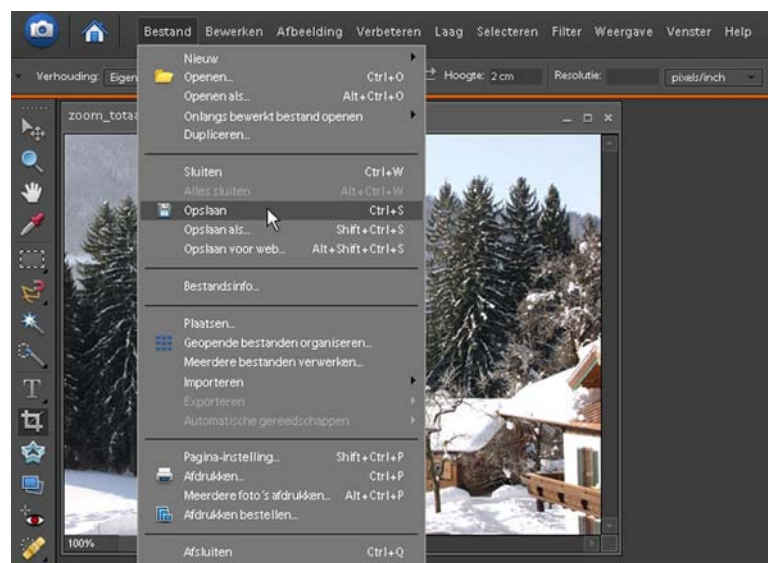 Bestand Bewerken Afbeelding Verbeteren Laag Selecteren Filter Weergave Venster Help
Verhouding: Eigen Hoogte: 2 cm Resolutie: pixels/inch
zoom_totaa
Nieuw
Openen... Ctrl+O
Openen als... Alt+Ctrl+O
Onlangs bewerkt bestand openen
Dupliceren...
Sluiten Ctrl+W
Alles sluiten Alt+Ctrl+W
Opslaan Ctrl+S
Opslaan als... Shift+Ctrl+S
Opslaan voor web... Alt+Shift+Ctrl+S
Bestandsinfo...
Plaatsen...
Geopende bestanden organiseren...
Meerdere bestanden verwerken...
Importeren
Exporteren
Automatische gereedschappen
Pagina-instelling... Shift+Ctrl+P
Afdrukken... Ctrl+P
Meerdere foto's afdrukken... Alt+Ctrl+P
Afdrukken bestellen...
Afsluiten Ctrl+Q
T
100%